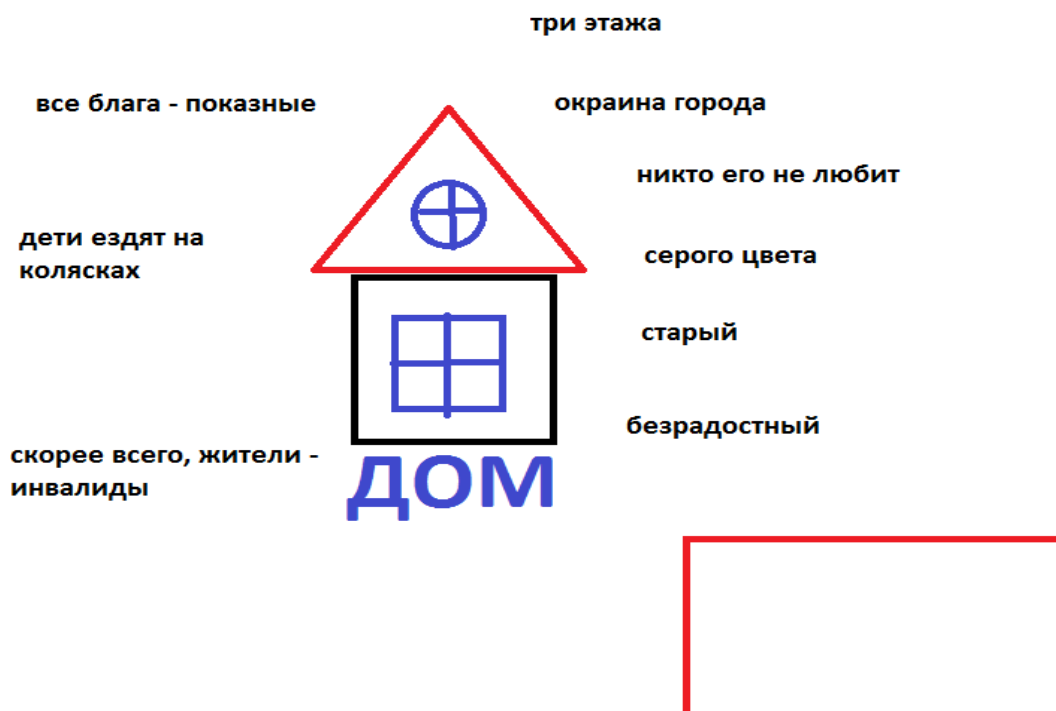 три этажа
все блага - показные
окраина города
никто его не любит
дети ездят на
колясках
серого цвета
старый
безрадостный
скорее всего, жители -
инвалиды
ДОМ